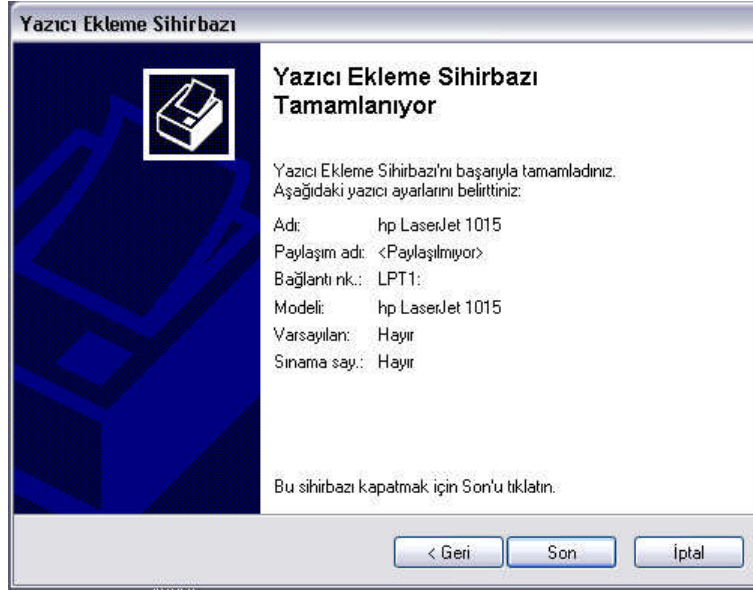 Yazıcı Ekleme Sihirbazı
Yazıcı Ekleme Sihirbazı
Tamamlanıyor
Yazıcı Ekleme Sihirbazı'nı başarıyla tamamladınız.
Aşağıdaki yazıcı ayarlarını belirttiniz:
Adı: hp LaserJet 1015
Paylaşım adı: <Paylaşılmıyor>
Bağlantı nk.: LPT1:
Modeli: hp LaserJet 1015
Varsayılan: Hayır
Sınama say.: Hayır
Bu sihirbazı kapatmak için Son'u tıklatın.
< Geri Son İptal